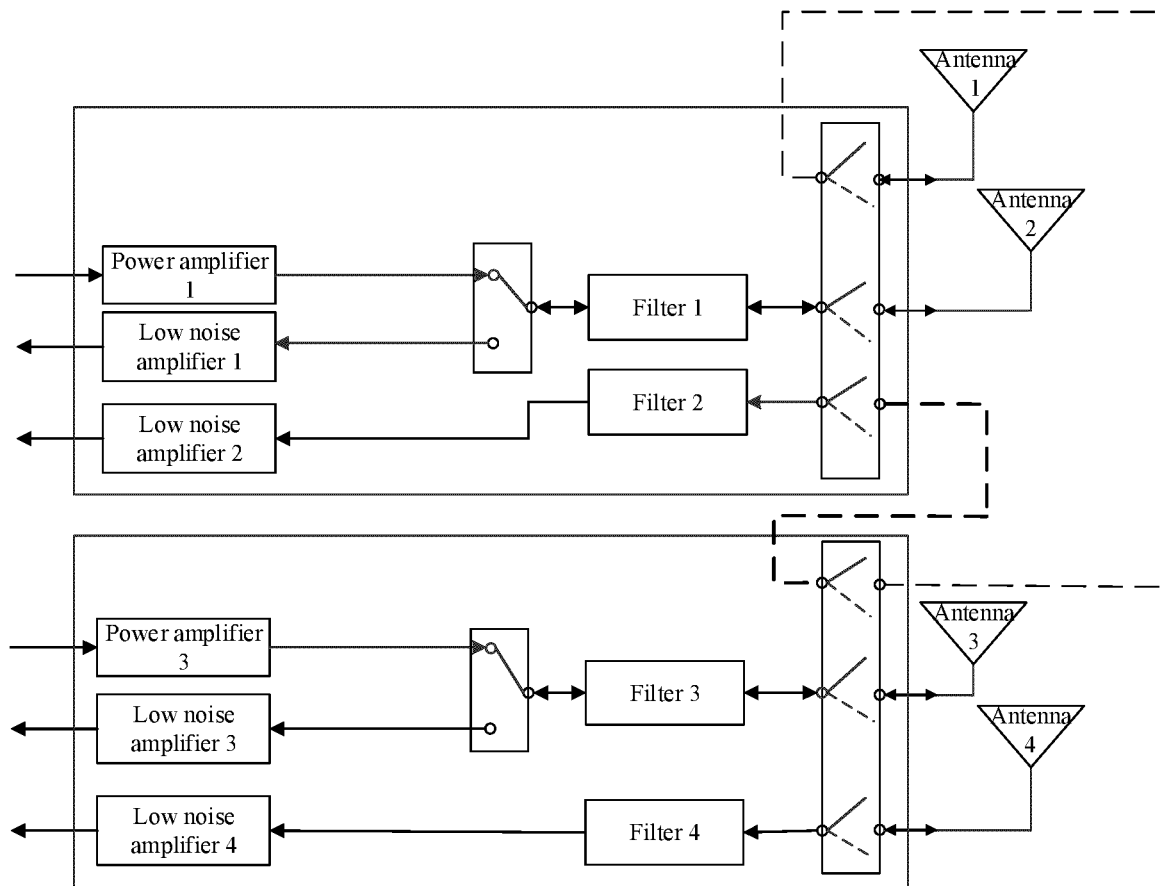 Antenna
1
Antenna
2
Power amplifier
1
Low noise
amplifier 1
Filter 1
Filter 2
Low noise
amplifier 2
Power amplifier
3
Low noise
amplifier 3
Filter 3
Antenna
3
Antenna
4
Low noise
amplifier 4
Filter 4